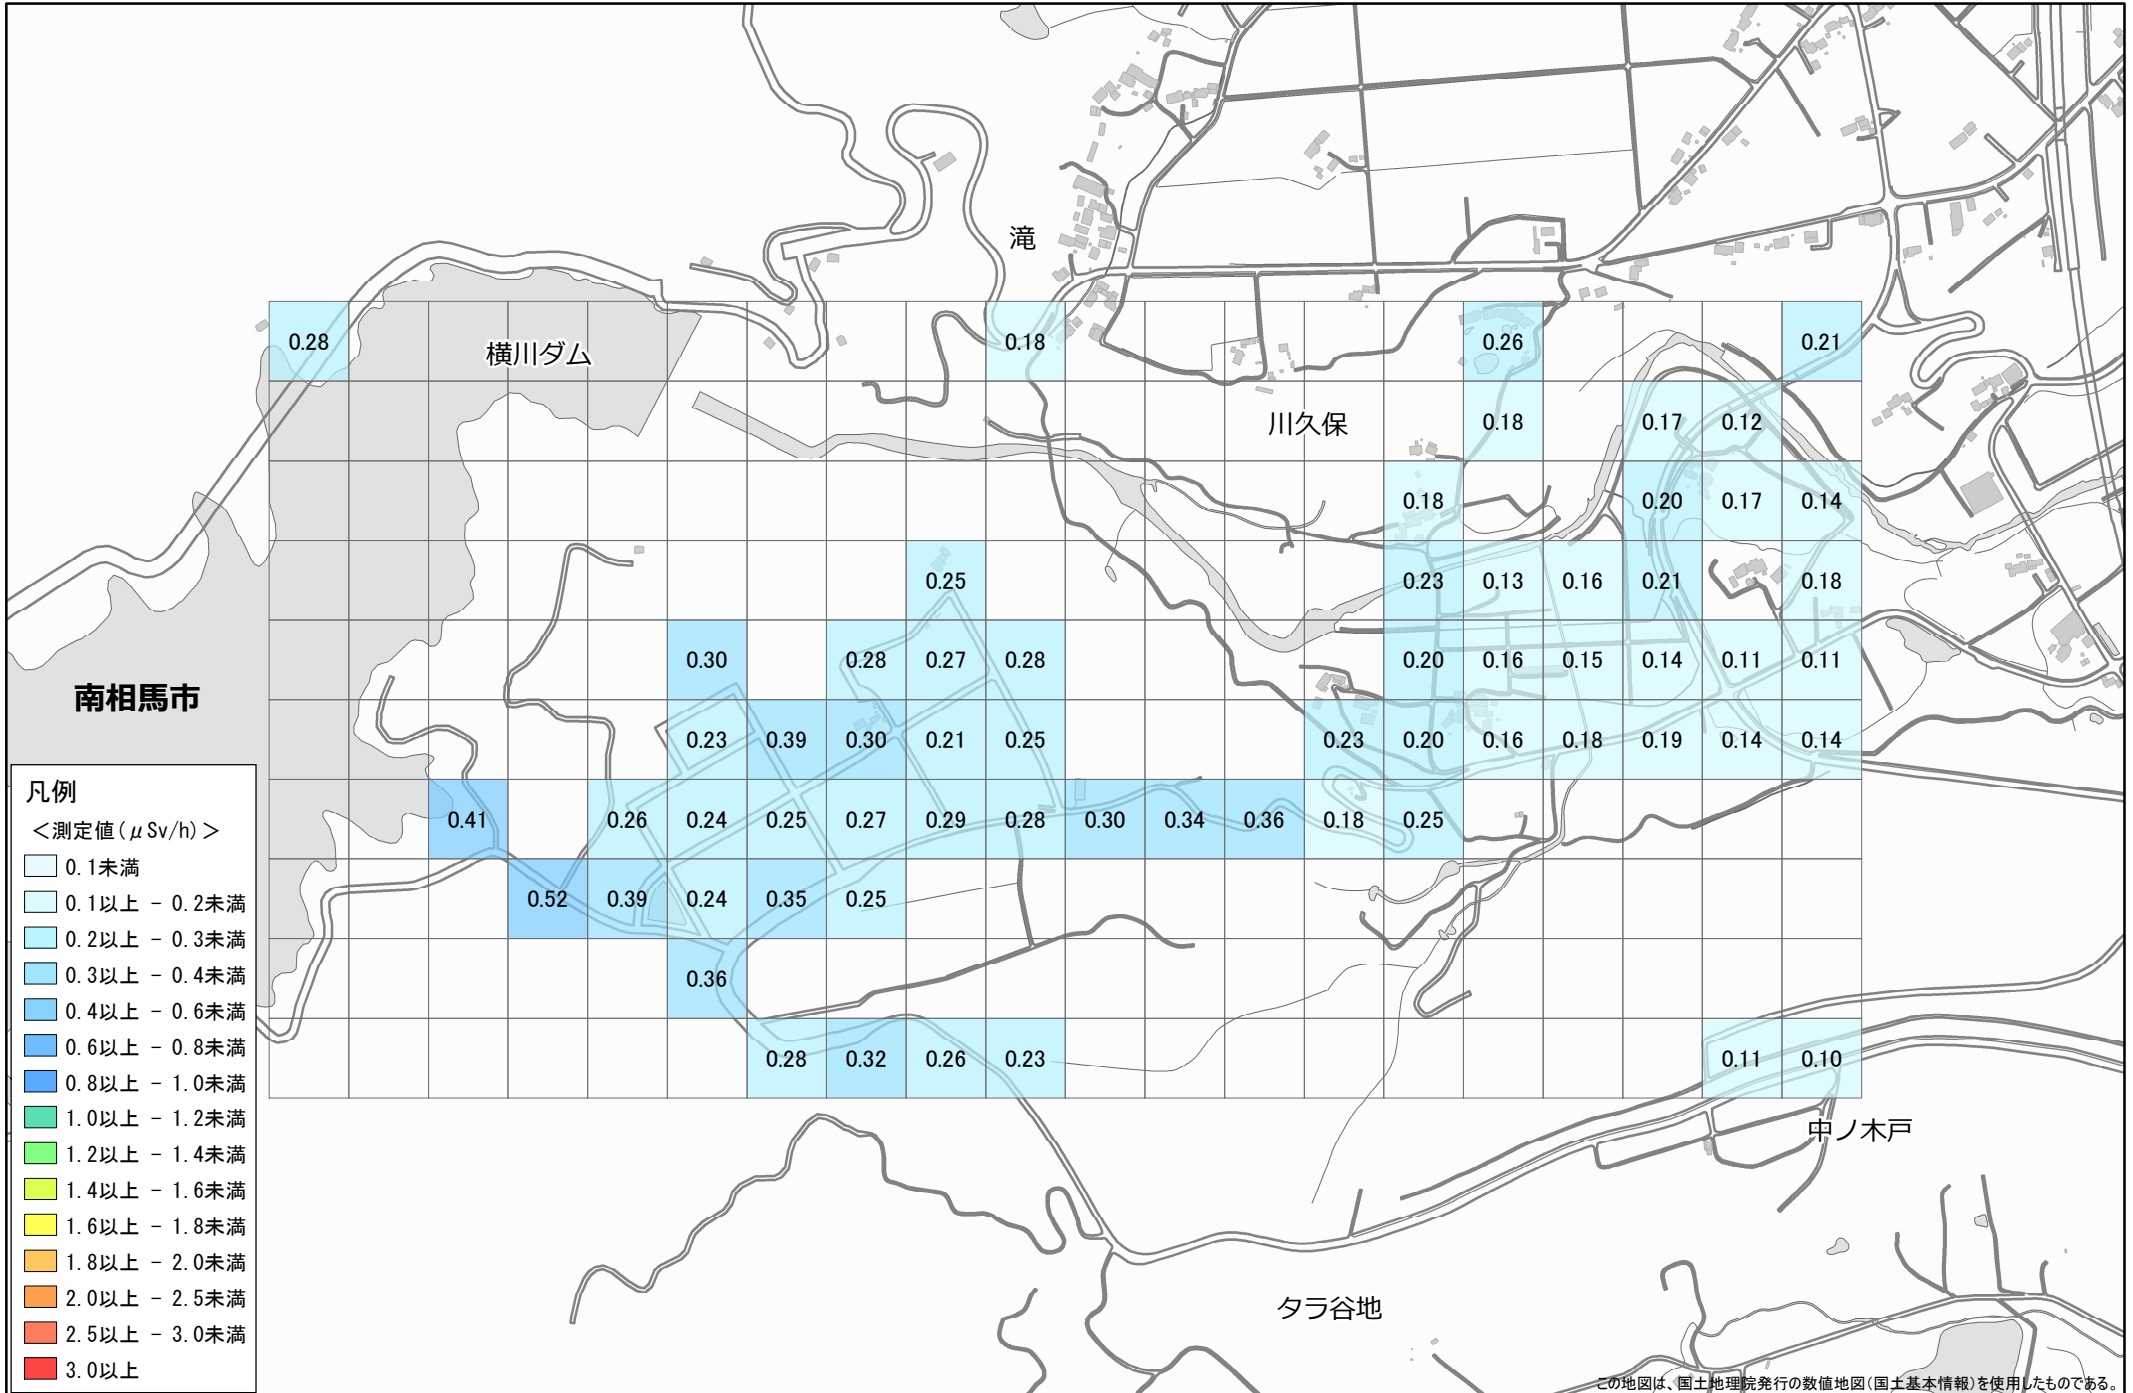 滝
0.28 0.18 0.26 0.21
横川ダム
川久保
0.18 0.17 0.12
0.18 0.20 0.17 0.14
0.25 0.23 0.13 0.16 0.21 0.18
0.30 0.28 0.27 0.28 0.20 0.16 0.15 0.14 0.11 0.11
南相馬市
0.23 0.39 0.30 0.21 0.25 0.23 0.20 0.16 0.18 0.19 0.14 0.14
0.41 0.26 0.24 0.25 0.27 0.29 0.28 0.30 0.34 0.36 0.18 0.25
0.52 0.39 0.24 0.35 0.25
0.36
0.28 0.32 0.26 0.23 0.11 0.10
中ノ木戸
タラ谷地
凡例
＜測定値(μSv/h)＞
0.1未満
0.1以上 － 0.2未満
0.2以上 － 0.3未満
0.3以上 － 0.4未満
0.4以上 － 0.6未満
0.6以上 － 0.8未満
0.8以上 － 1.0未満
1.0以上 － 1.2未満
1.2以上 － 1.4未満
1.4以上 － 1.6未満
1.6以上 － 1.8未満
1.8以上 － 2.0未満
2.0以上 － 2.5未満
2.5以上 － 3.0未満
3.0以上
この地図は、国土地理院発行の数値地図(国土基本情報)を使用したものである。